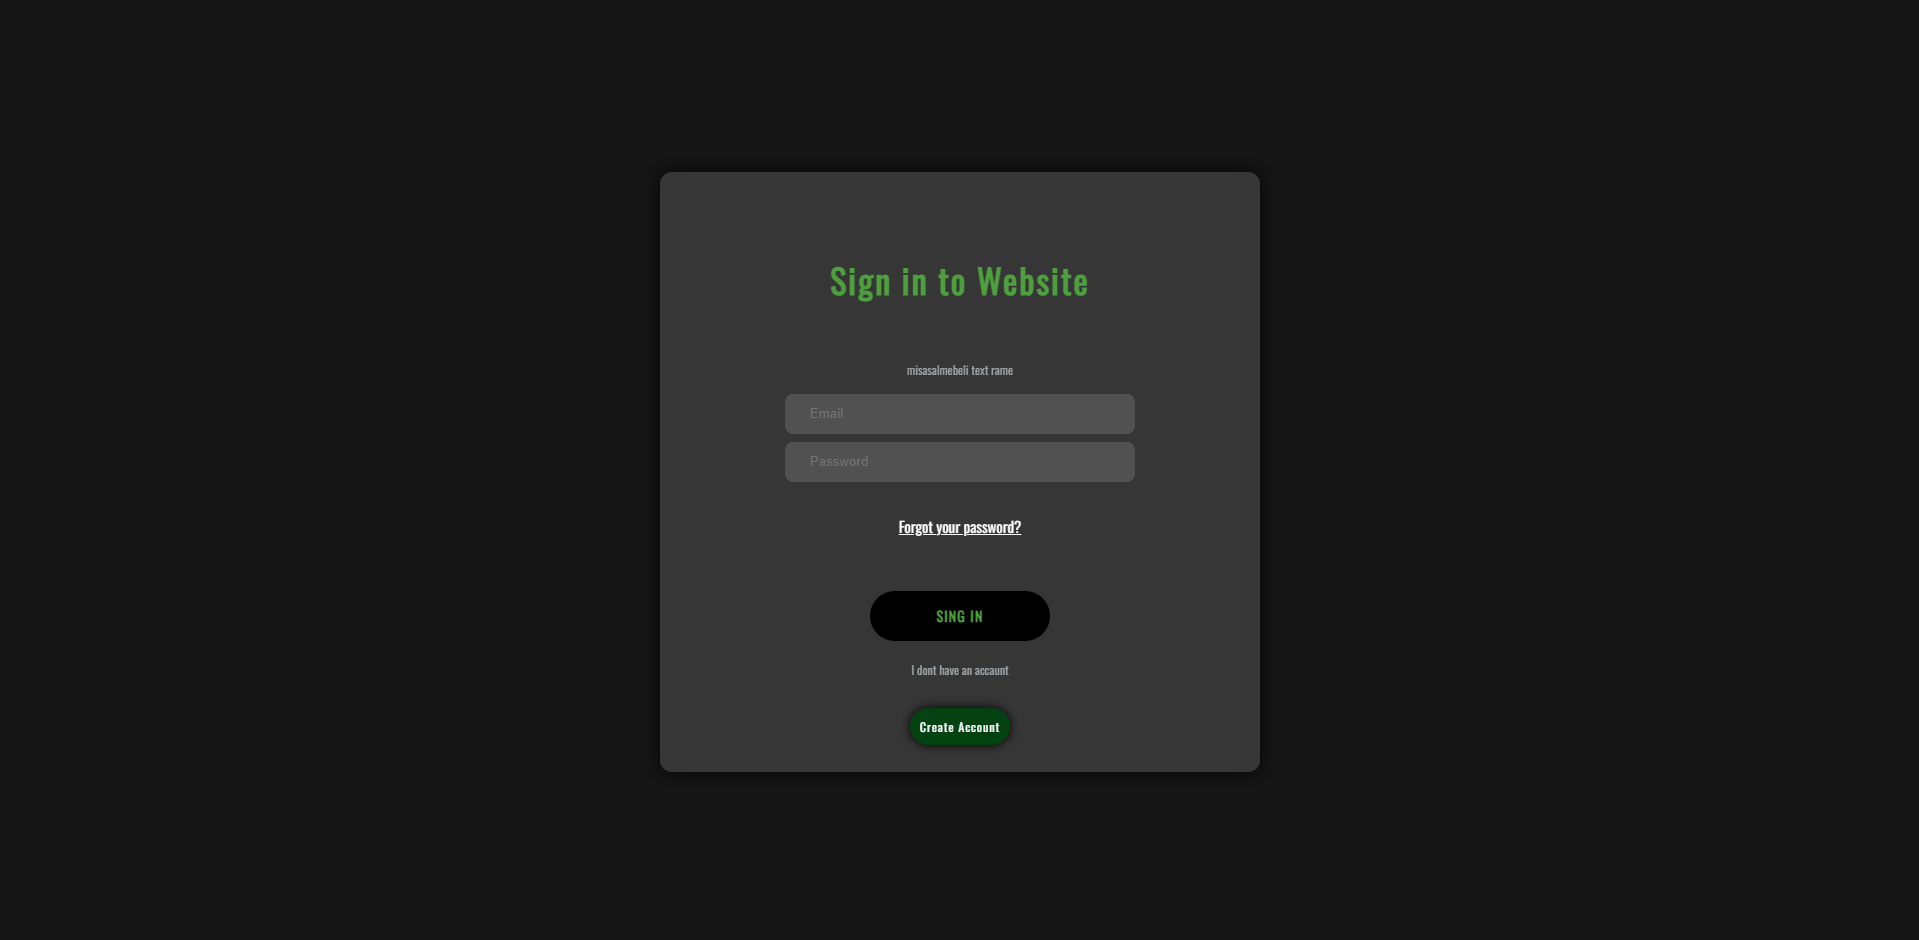 Sign in to Website
misasalmebeli text rame
Email
Password
Forgot your password?
SING IN
I dont have an accaunt
Create Account